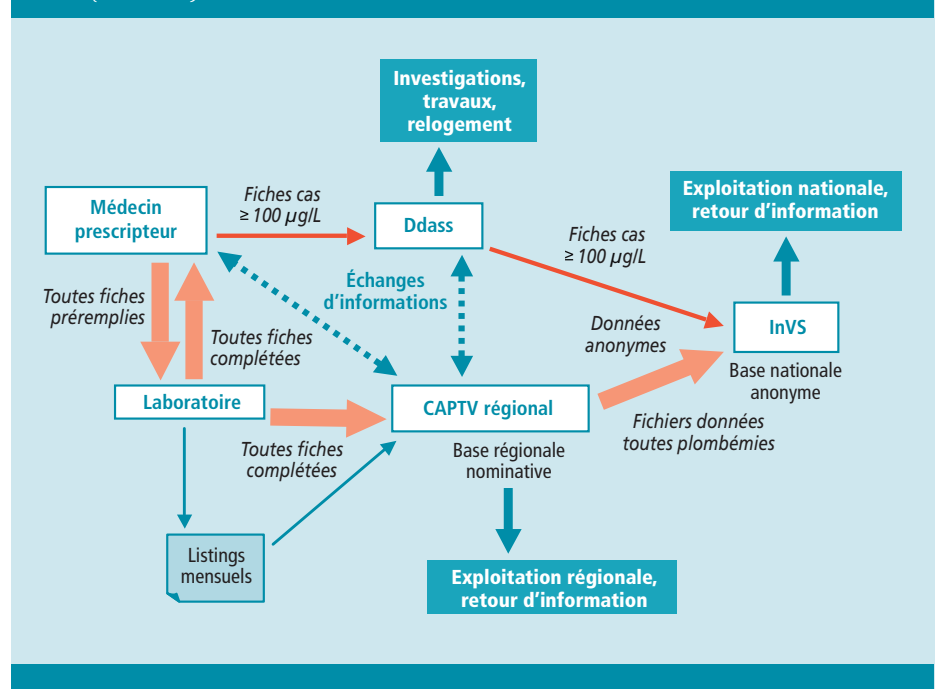 Investigations,
travaux,
relogement
Exploitation nationale,
retour d'information
Médecin
prescripteur
Fiches cas
≥ 100 µg/L
Ddass
Fiches cas
≥ 100 µg/L
Toutes fiches
préremplies
Toutes fiches
complétées
Échanges
d'informations
Données
anonymes
InVS
Base nationale
anonyme
Laboratoire
CAPTV régional
Toutes fiches
complétées
Base régionale
nominative
Fichiers données
toutes plombémies
Listings
mensuels
Exploitation régionale,
retour d'information